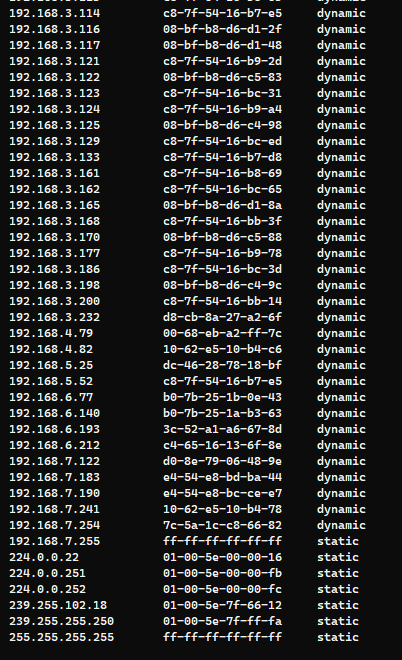 192.168.3.114 c8-7f-54-16-b7-e5 dynamic
192.168.3.116 08-bf-b8-d6-d1-2f dynamic
192.168.3.117 08-bf-b8-d6-d1-48 dynamic
192.168.3.121 c8-7f-54-16-b9-2d dynamic
192.168.3.122 08-bf-b8-d6-c5-83 dynamic
192.168.3.123 c8-7f-54-16-bc-31 dynamic
192.168.3.124 c8-7f-54-16-b9-a4 dynamic
192.168.3.125 08-bf-b8-d6-c4-98 dynamic
192.168.3.129 c8-7f-54-16-bc-ed dynamic
192.168.3.133 c8-7f-54-16-b7-d8 dynamic
192.168.3.161 c8-7f-54-16-b8-69 dynamic
192.168.3.162 c8-7f-54-16-bc-65 dynamic
192.168.3.165 08-bf-b8-d6-d1-8a dynamic
192.168.3.168 c8-7f-54-16-bb-3f dynamic
192.168.3.170 08-bf-b8-d6-c5-88 dynamic
192.168.3.177 c8-7f-54-16-b9-78 dynamic
192.168.3.186 c8-7f-54-16-bc-3d dynamic
192.168.3.198 08-bf-b8-d6-c4-9c dynamic
192.168.3.200 c8-7f-54-16-bb-14 dynamic
192.168.3.232 d8-cb-8a-27-a2-6f dynamic
192.168.4.79 00-68-eb-a2-ff-7c dynamic
192.168.4.82 10-62-e5-10-b4-c6 dynamic
192.168.5.25 dc-46-28-78-18-bf dynamic
192.168.5.52 c8-7f-54-16-b7-e5 dynamic
192.168.6.77 b0-7b-25-1b-0e-43 dynamic
192.168.6.140 b0-7b-25-1a-b3-63 dynamic
192.168.6.193 3c-52-a1-a6-67-8d dynamic
192.168.6.212 c4-65-16-13-6f-8e dynamic
192.168.7.122 d0-8e-79-06-48-9e dynamic
192.168.7.183 e4-54-e8-bd-ba-44 dynamic
192.168.7.190 e4-54-e8-bc-ce-e7 dynamic
192.168.7.241 10-62-e5-10-b4-78 dynamic
192.168.7.254 7c-5a-1c-c8-66-82 dynamic
192.168.7.255 ff-ff-ff-ff-ff-ff static
224.0.0.22 01-00-5e-00-00-16 static
224.0.0.251 01-00-5e-00-00-fb static
224.0.0.252 01-00-5e-00-00-fc static
239.255.102.18 01-00-5e-7f-66-12 static
239.255.255.250 01-00-5e-7f-ff-fa static
255.255.255.255 ff-ff-ff-ff-ff-ff static